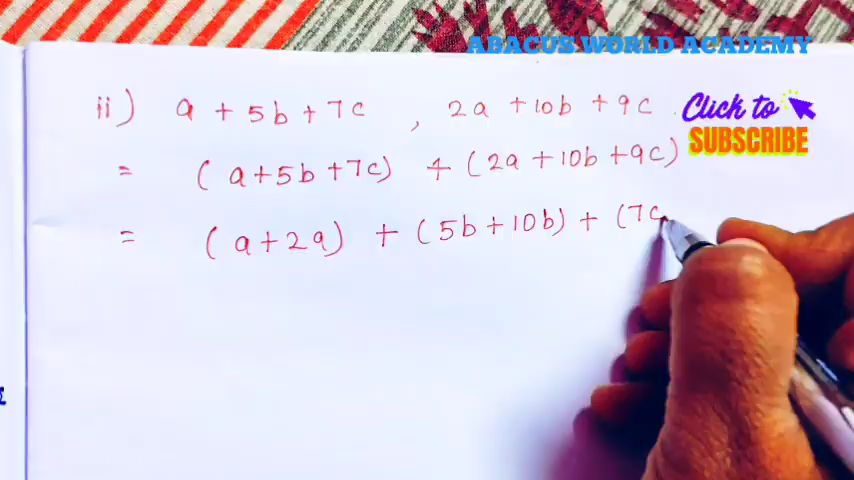 ABACUS WORLD ACADEMY
ii) a + 5b + 7c , 2a + 10b + 9c
Click to
SUBSCRIBE
= (a+5b+7c) + (2a+10b+9c)
= (a+2a) + (5b+10b) + (7c